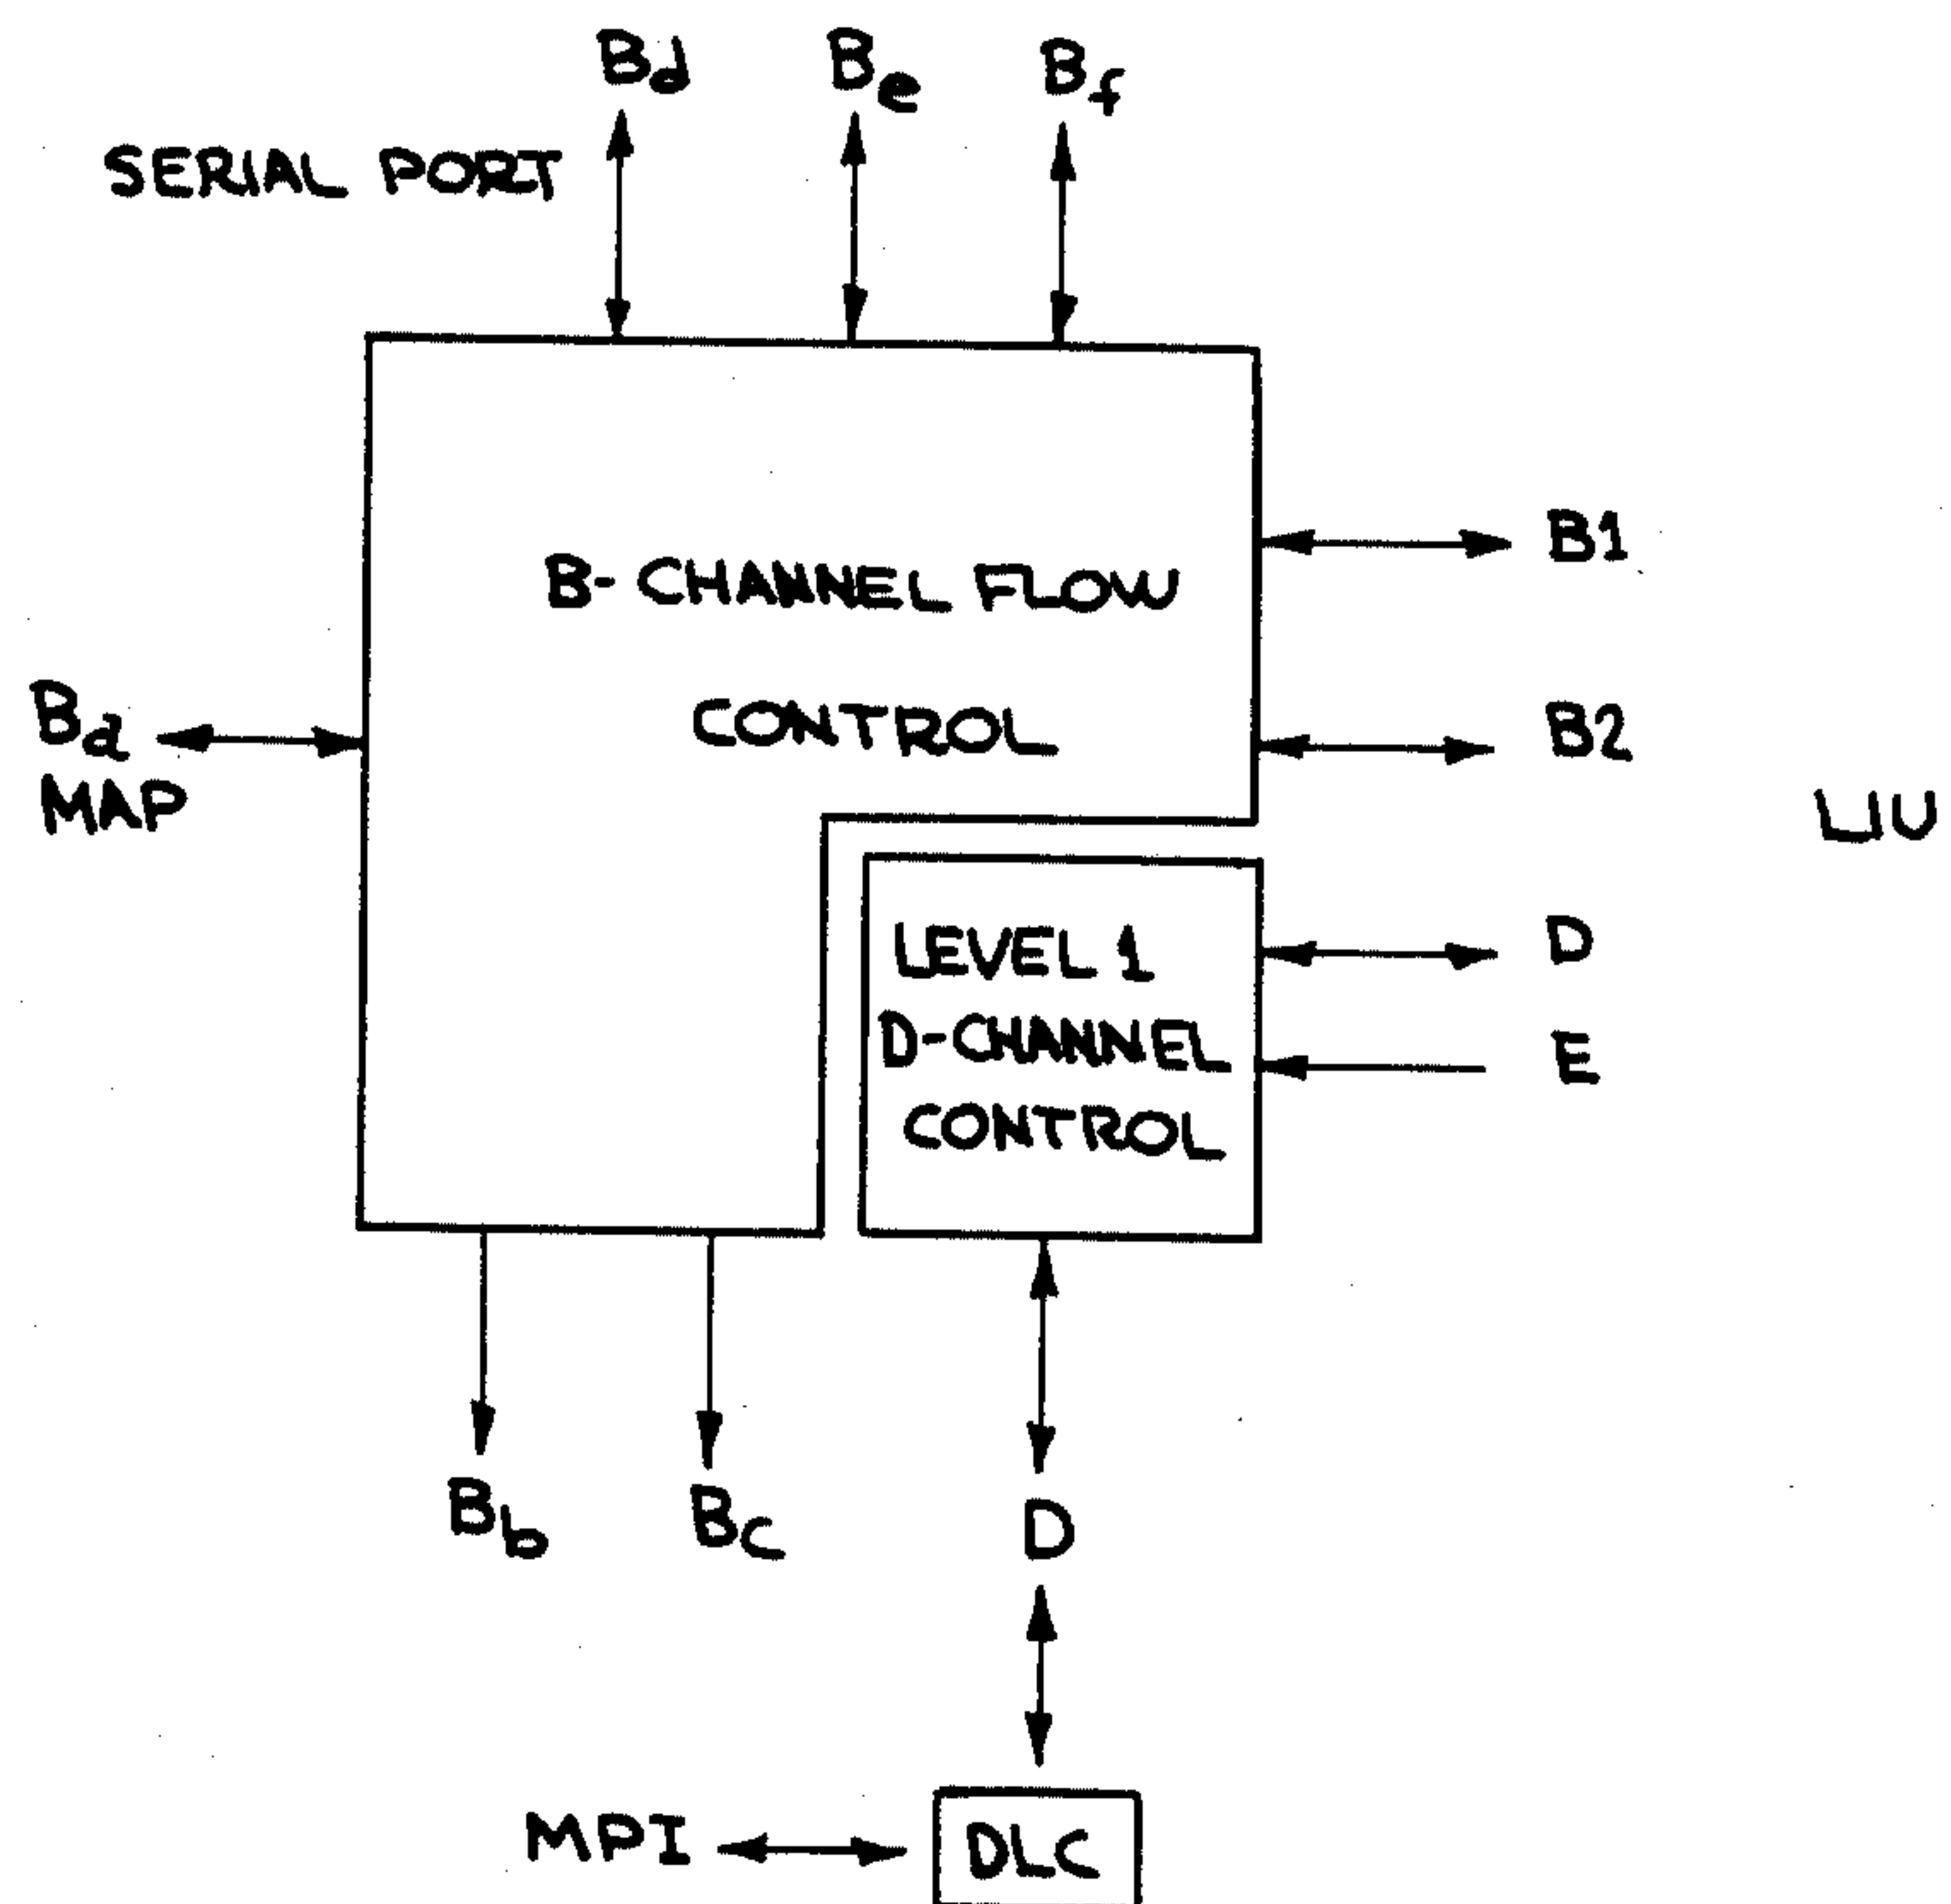 Bd Be Bf
SERIAL PORT
B-CHANNEL FLOW
CONTROL
B1
Ba
MAP
B2
LIU
LEVEL 1
D-CHANNEL
CONTROL
D
E
Bb Bc D
MPI DLC